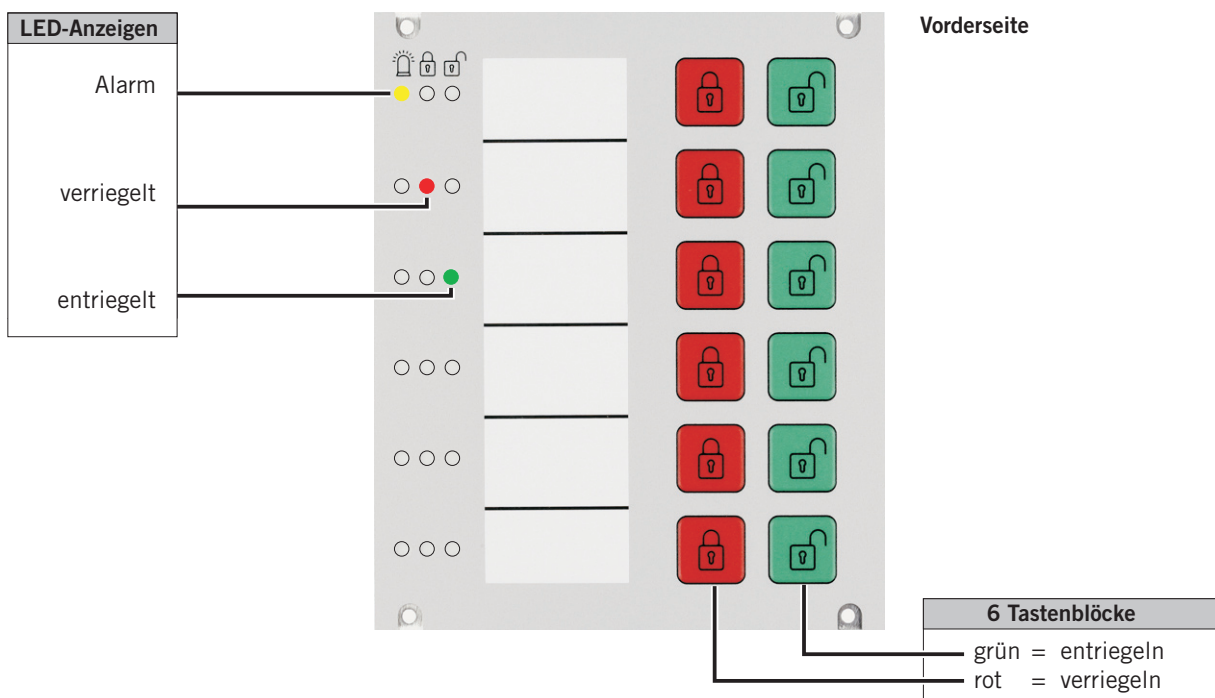 LED-Anzeigen
Alarm
verriegelt
entriegelt
Vorderseite
6 Tastenblöcke
grün = entriegeln
rot = verriegeln